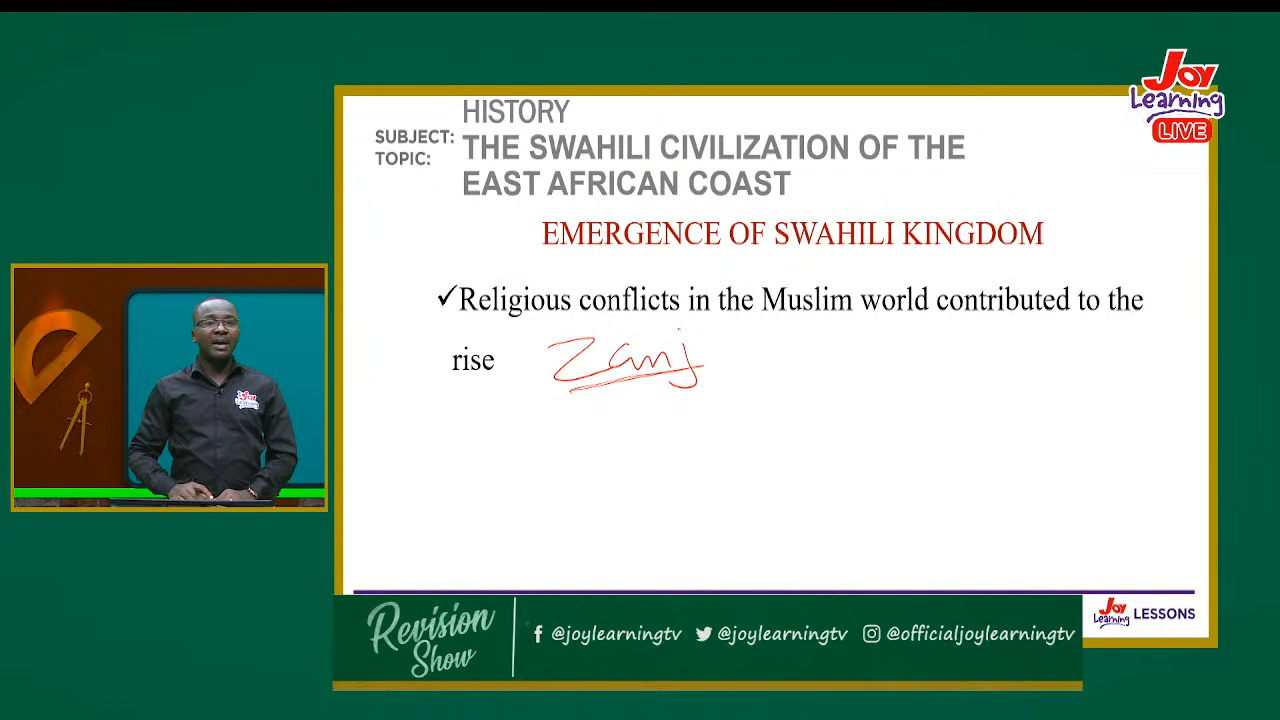 Joy
Learning
LIVE
HISTORY
SUBJECT:
TOPIC:
THE SWAHILI CIVILIZATION OF THE
EAST AFRICAN COAST
EMERGENCE OF SWAHILI KINGDOM
✓Religious conflicts in the Muslim world contributed to the
rise
Zanj
Revision
Show
@joylearningtv
@joylearningtv
@officialjoylearningtv
Joy
Learning
LESSONS